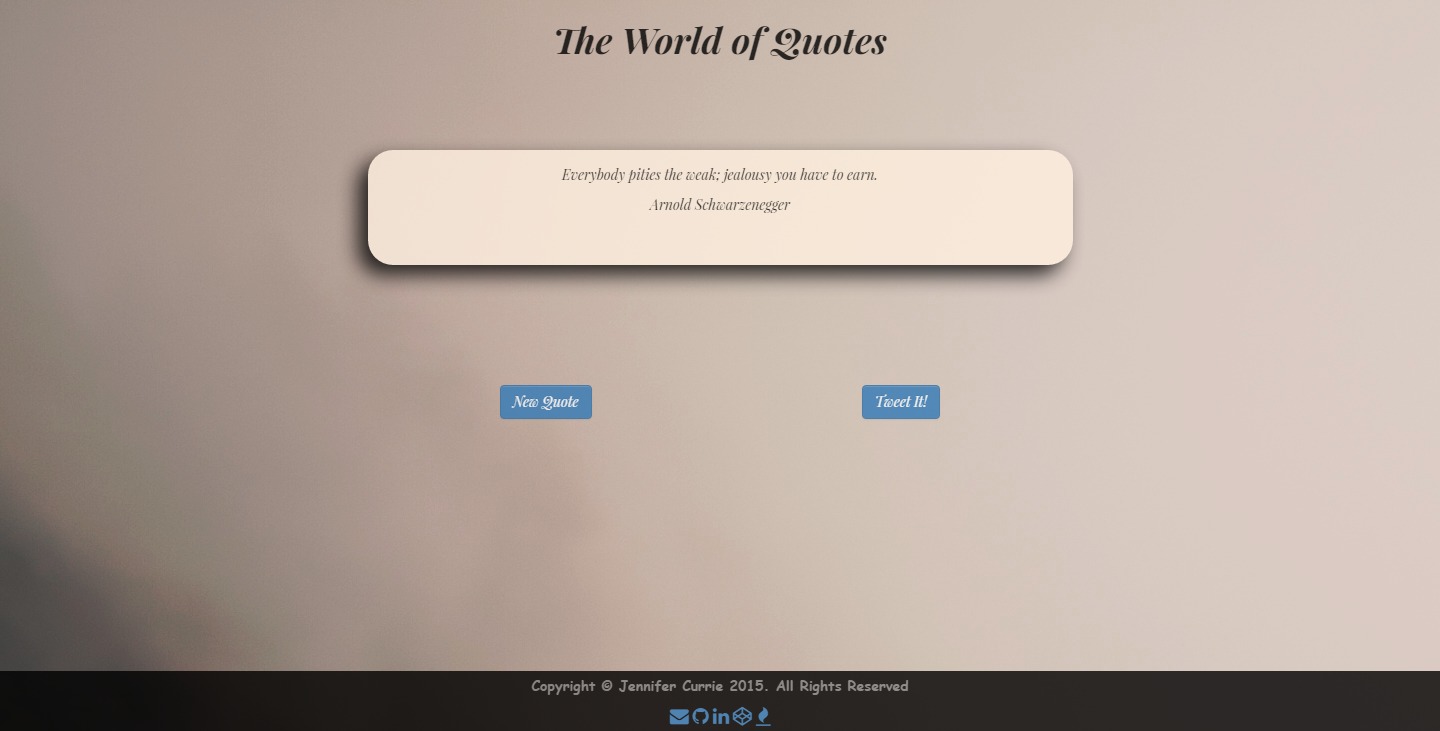 The World of Quotes
Everybody pities the weak; jealousy you have to earn.
Arnold Schwarzenegger
New Quote
Tweet It!
Copyright © Jennifer Currie 2015. All Rights Reserved